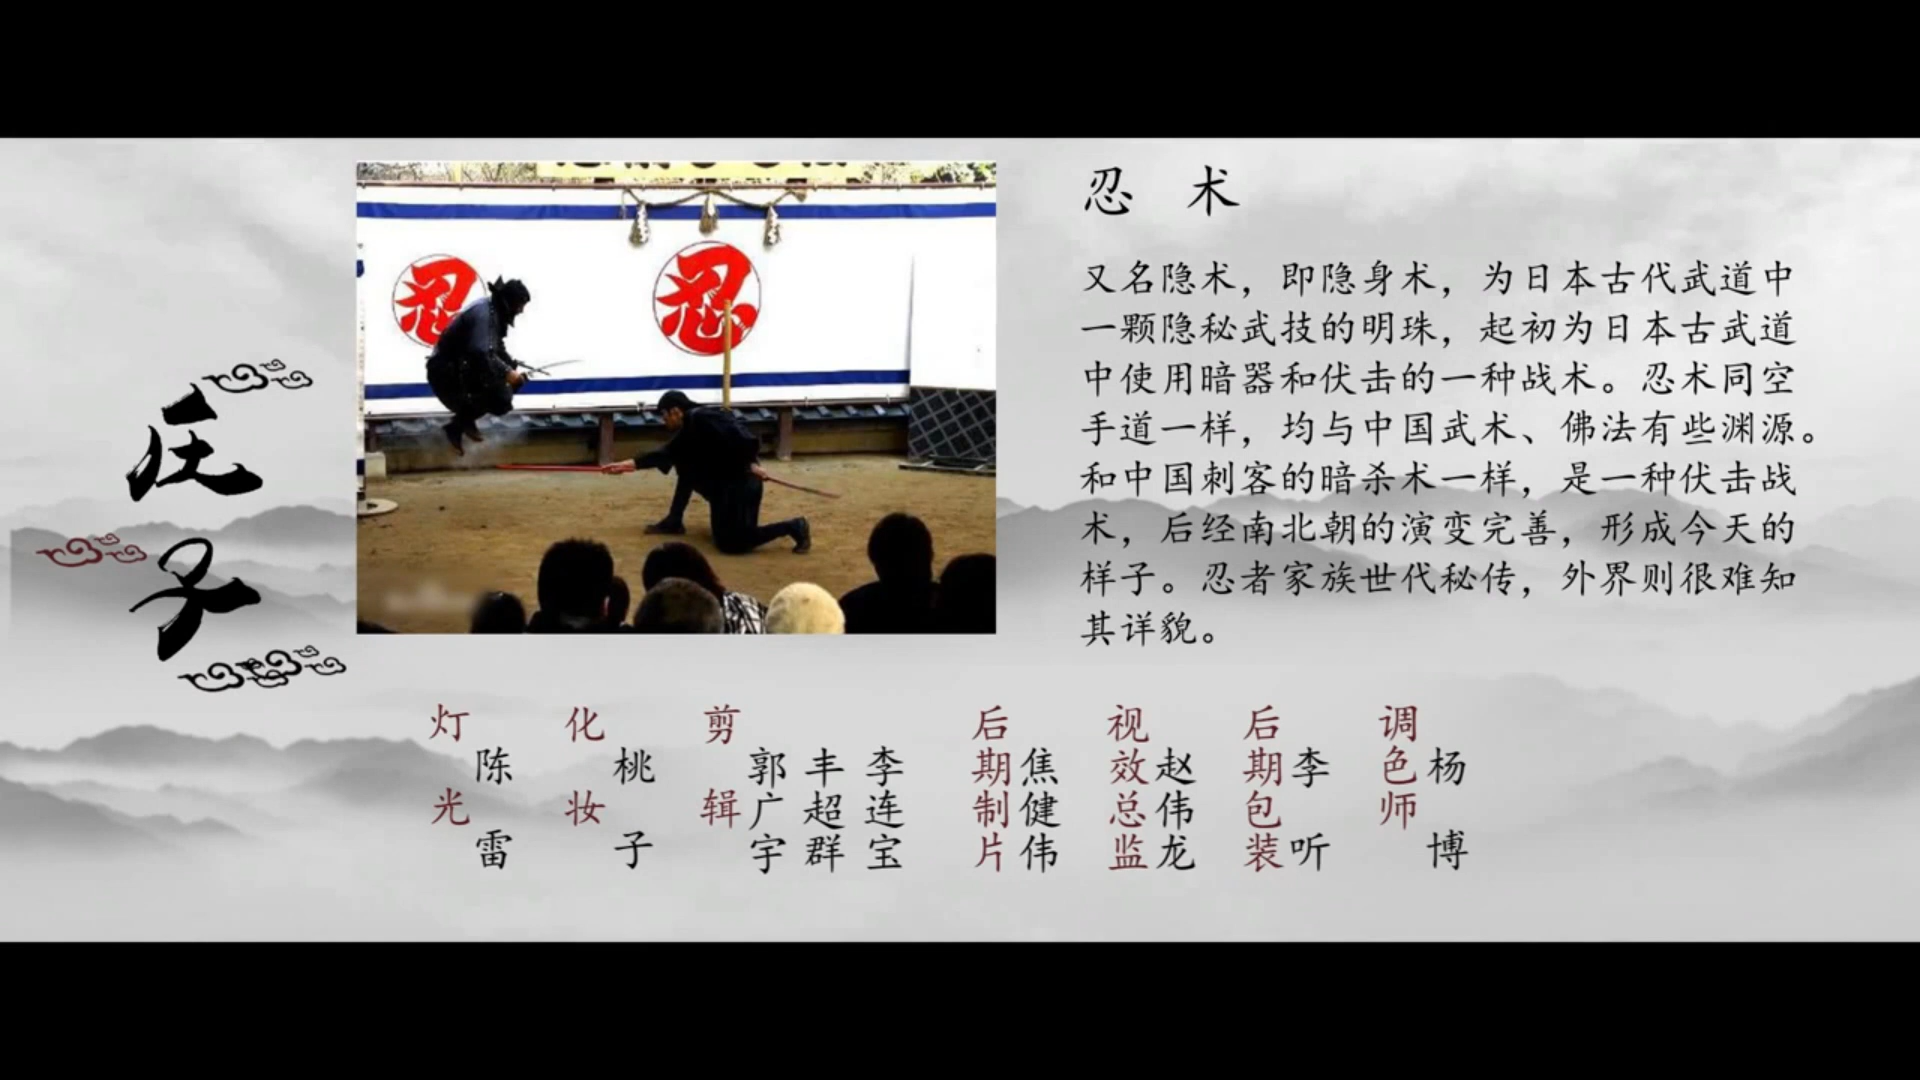 庄子
忍
忍
忍 术
又名隐术，即隐身术，为日本古代武道中
一颗隐秘武技的明珠，起初为日本古武道
中使用暗器和伏击的一种战术。忍术同空
手道一样，均与中国武术、佛法有些渊源。
和中国刺客的暗杀术一样，是一种伏击战
术，后经南北朝的演变完善，形成今天的
样子。忍者家族世代秘传，外界则很难知
其详貌。
灯光
陈雷
化妆
桃子
剪辑
郭广宇
丰超群
李连宝
后期制片
焦健伟
视效总监
赵伟龙
后期包装
李听
调色师
杨博